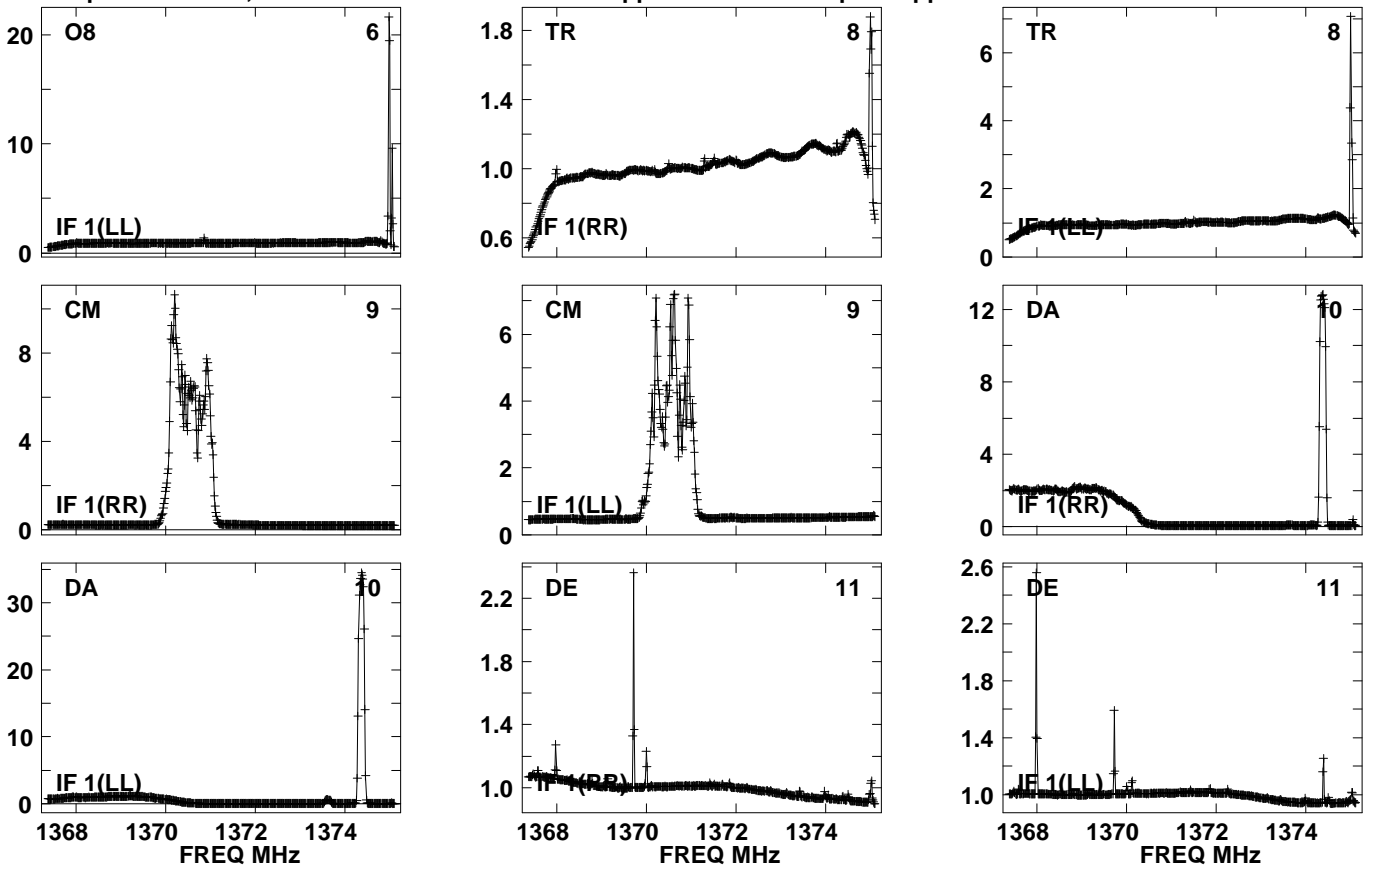 O8 6
20
10
0
IF 1(LL)
TR 8
1.8
1.4
1.0
0.6
IF 1(RR)
TR 8
6
4
2
0
IF 1(LL)
CM 9
8
4
0
IF 1(RR)
CM 9
6
4
2
0
IF 1(LL)
DA 10
12
8
4
0
IF 1(RR)
DA 10
30
20
10
0
IF 1(LL)
1368 1370 1372 1374
FREQ MHz
DE 11
2.2
1.8
1.4
1.0
IF 1(RR)
1368 1370 1372 1374
FREQ MHz
DE 11
2.6
2.2
1.8
1.4
1.0
IF 1(LL)
1368 1370 1372 1374
FREQ MHz